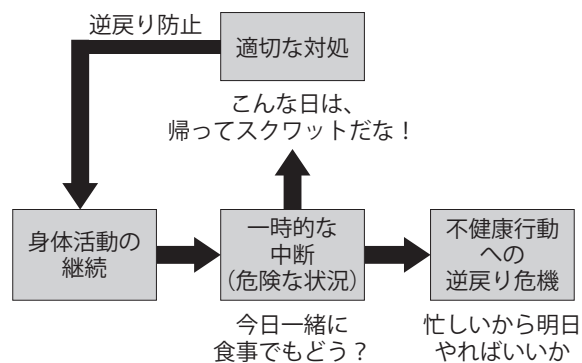 逆戻り防止
適切な対処
こんな日は、
帰ってスクワットだな！
身体活動の
継続
一時的な
中断
（危険な状況）
不健康行動
への
逆戻り危機
今日一緒に
食事でもどう？
忙しいから明日
やればいいか